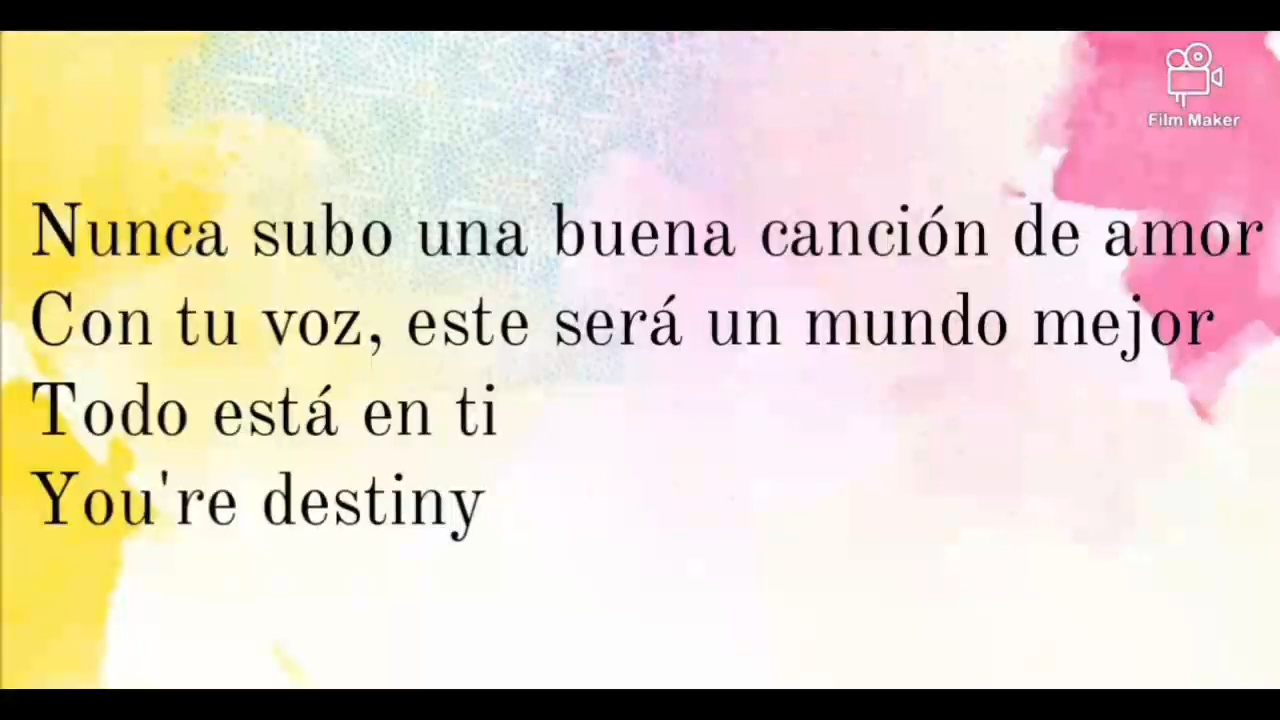 Film Maker
Nunca subo una buena canción de amor
Con tu voz, este será un mundo mejor
Todo está en ti
You're destiny